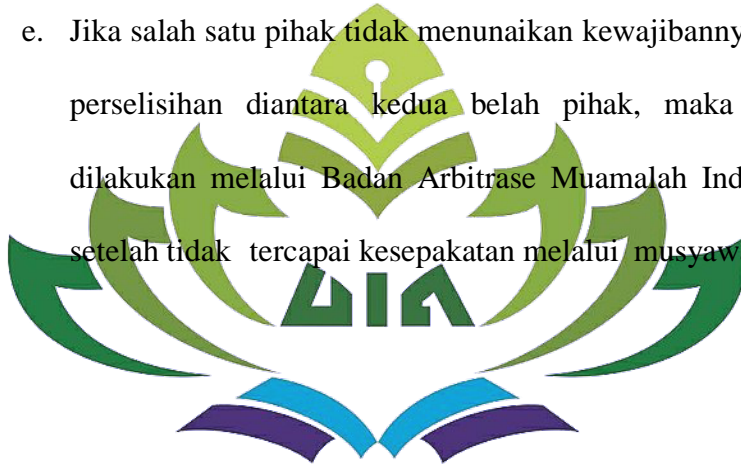 e. Jika salah satu pihak tidak menunaikan kewajibanny
perselisihan diantara kedua belah pihak, maka
dilakukan melalui Badan Arbitrase Muamalah Ind
setelah tidak tercapai kesepakatan melalui musyaw